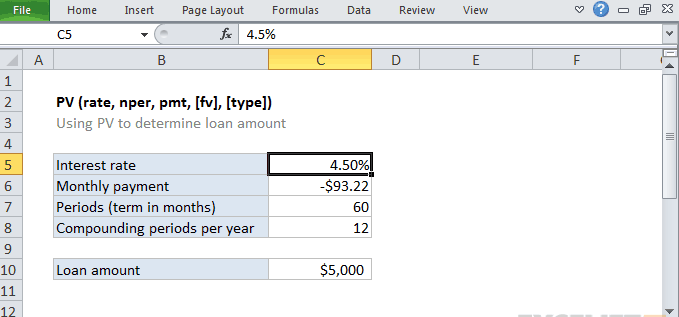 File Home Insert Page Layout Formulas Data Review View
C5 fx 4.5%
A B C D E F
1
2 PV (rate, nper, pmt, [fv], [type])
3 Using PV to determine loan amount
4
5 Interest rate 4.50%
6 Monthly payment -$93.22
7 Periods (term in months) 60
8 Compounding periods per year 12
9
10 Loan amount $5,000
11
12